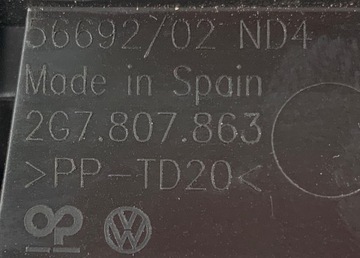 56692/02 ND4
Made in Spain
2G7.807.863
>PP-TD20<